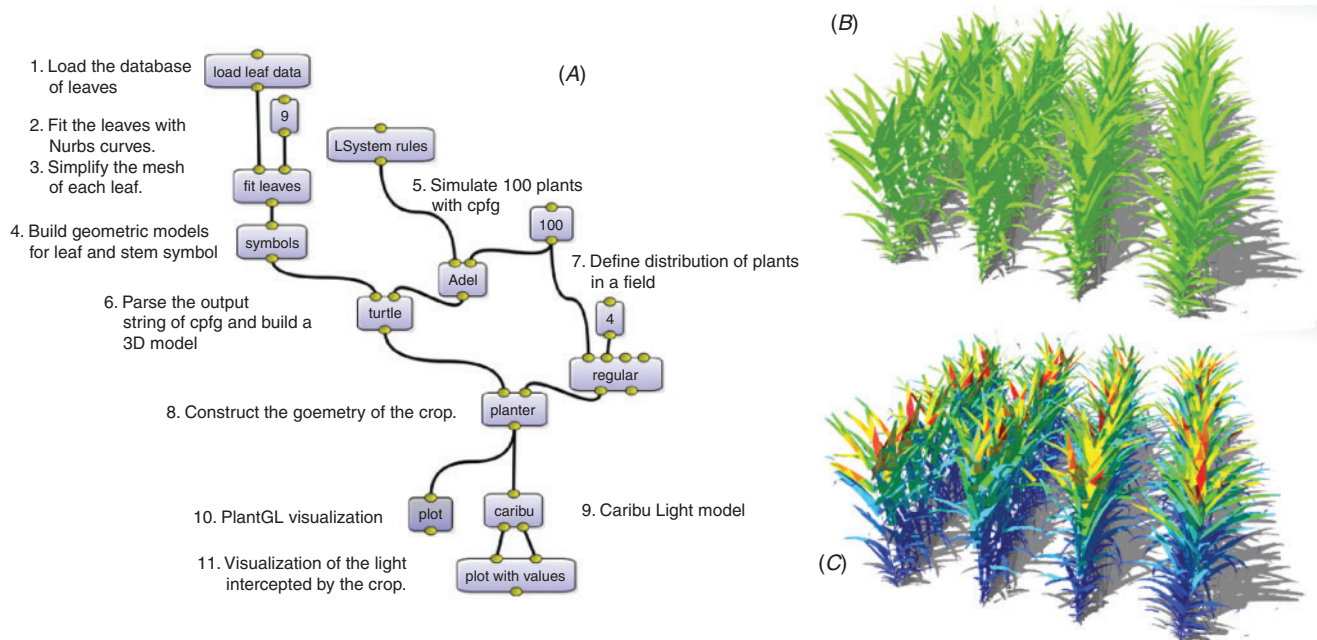 (A)
1. Load the database
of leaves
load leaf data
9
2. Fit the leaves with
Nurbs curves.
3. Simplify the mesh
of each leaf.
fit leaves
LSystem rules
5. Simulate 100 plants
with cpfg
100
4. Build geometric models
for leaf and stem symbol
symbols
Adel
7. Define distribution of plants
in a field
6. Parse the output
string of cpfg and build a
3D model
turtle
4
regular
8. Construct the goemetry of the crop.
planter
10. PlantGL visualization
plot
caribu
9. Caribu Light model
11. Visualization of the light
intercepted by the crop.
plot with values
(B)
(C)